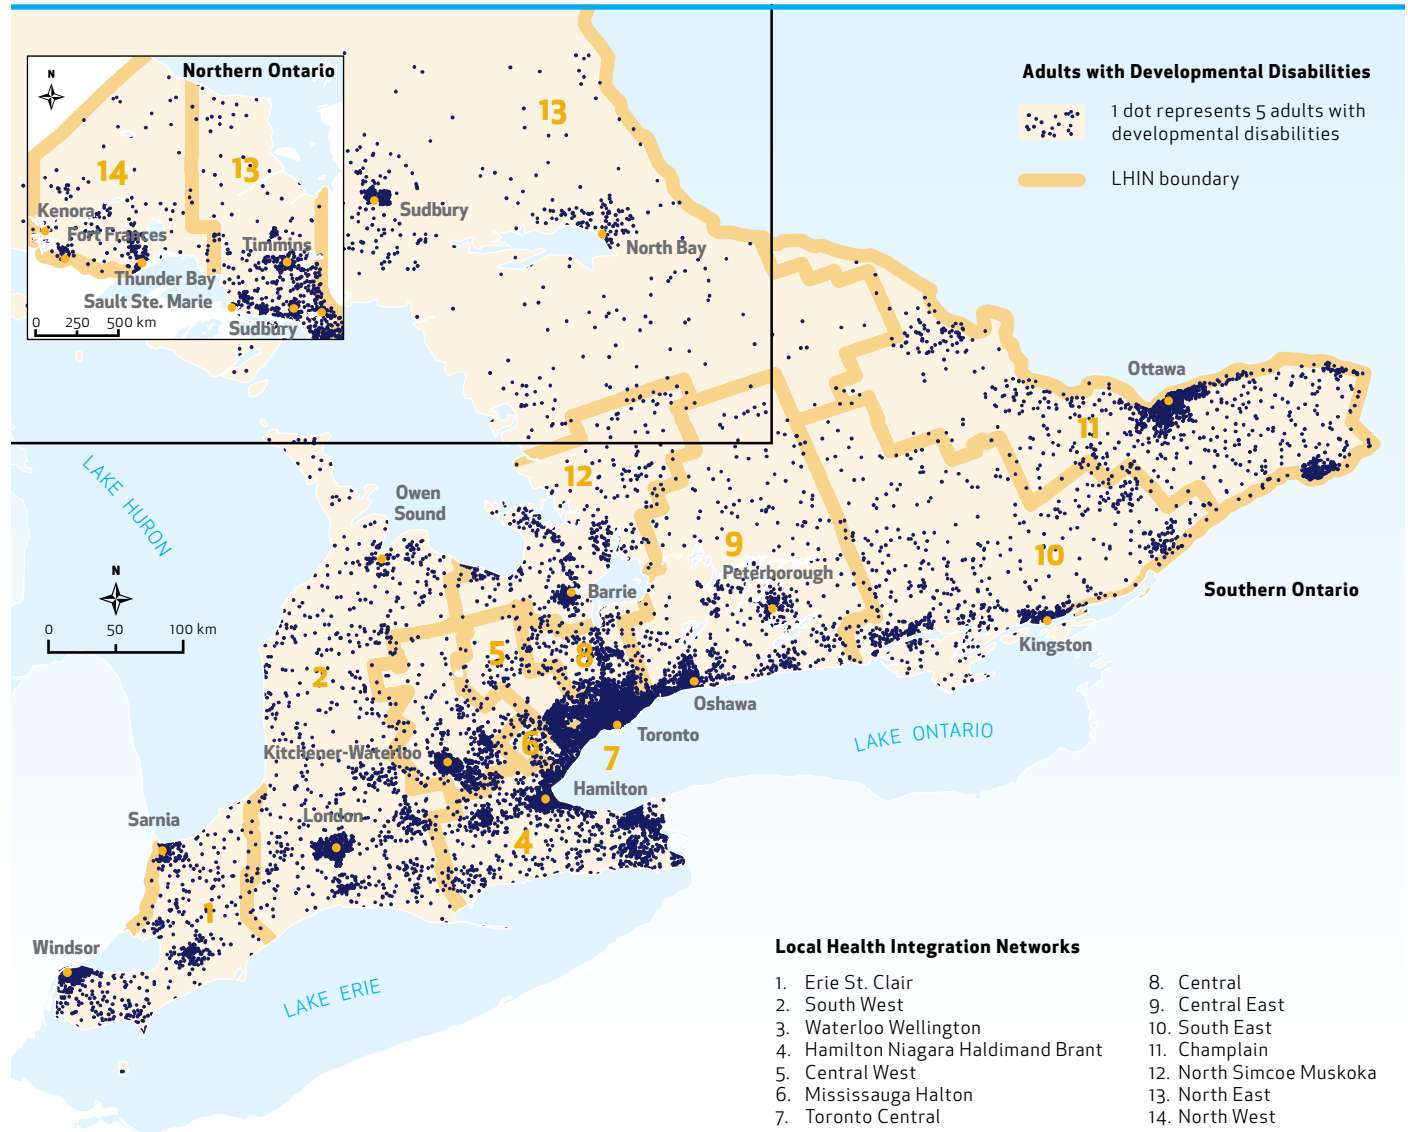 N
Northern Ontario
14
13
Kenora
Fort Frances
Timmins
Thunder Bay
Sault Ste. Marie
Sudbury
0 250 500 km
13
Sudbury
North Bay
Adults with Developmental Disabilities
1 dot represents 5 adults with
developmental disabilities
LHIN boundary
Ottawa
11
12
LAKE HURON
Owen
Sound
9
10
Peterborough
N
Barrie
Southern Ontario
0 50 100 km
Kingston
5
8
2
Oshawa
Toronto
LAKE ONTARIO
6
7
Kitchener-Waterloo
Hamilton
Sarnia
London
4
1
Windsor
LAKE ERIE
Local Health Integration Networks
1. Erie St. Clair
2. South West
3. Waterloo Wellington
4. Hamilton Niagara Haldimand Brant
5. Central West
6. Mississauga Halton
7. Toronto Central
8. Central
9. Central East
10. South East
11. Champlain
12. North Simcoe Muskoka
13. North East
14. North West